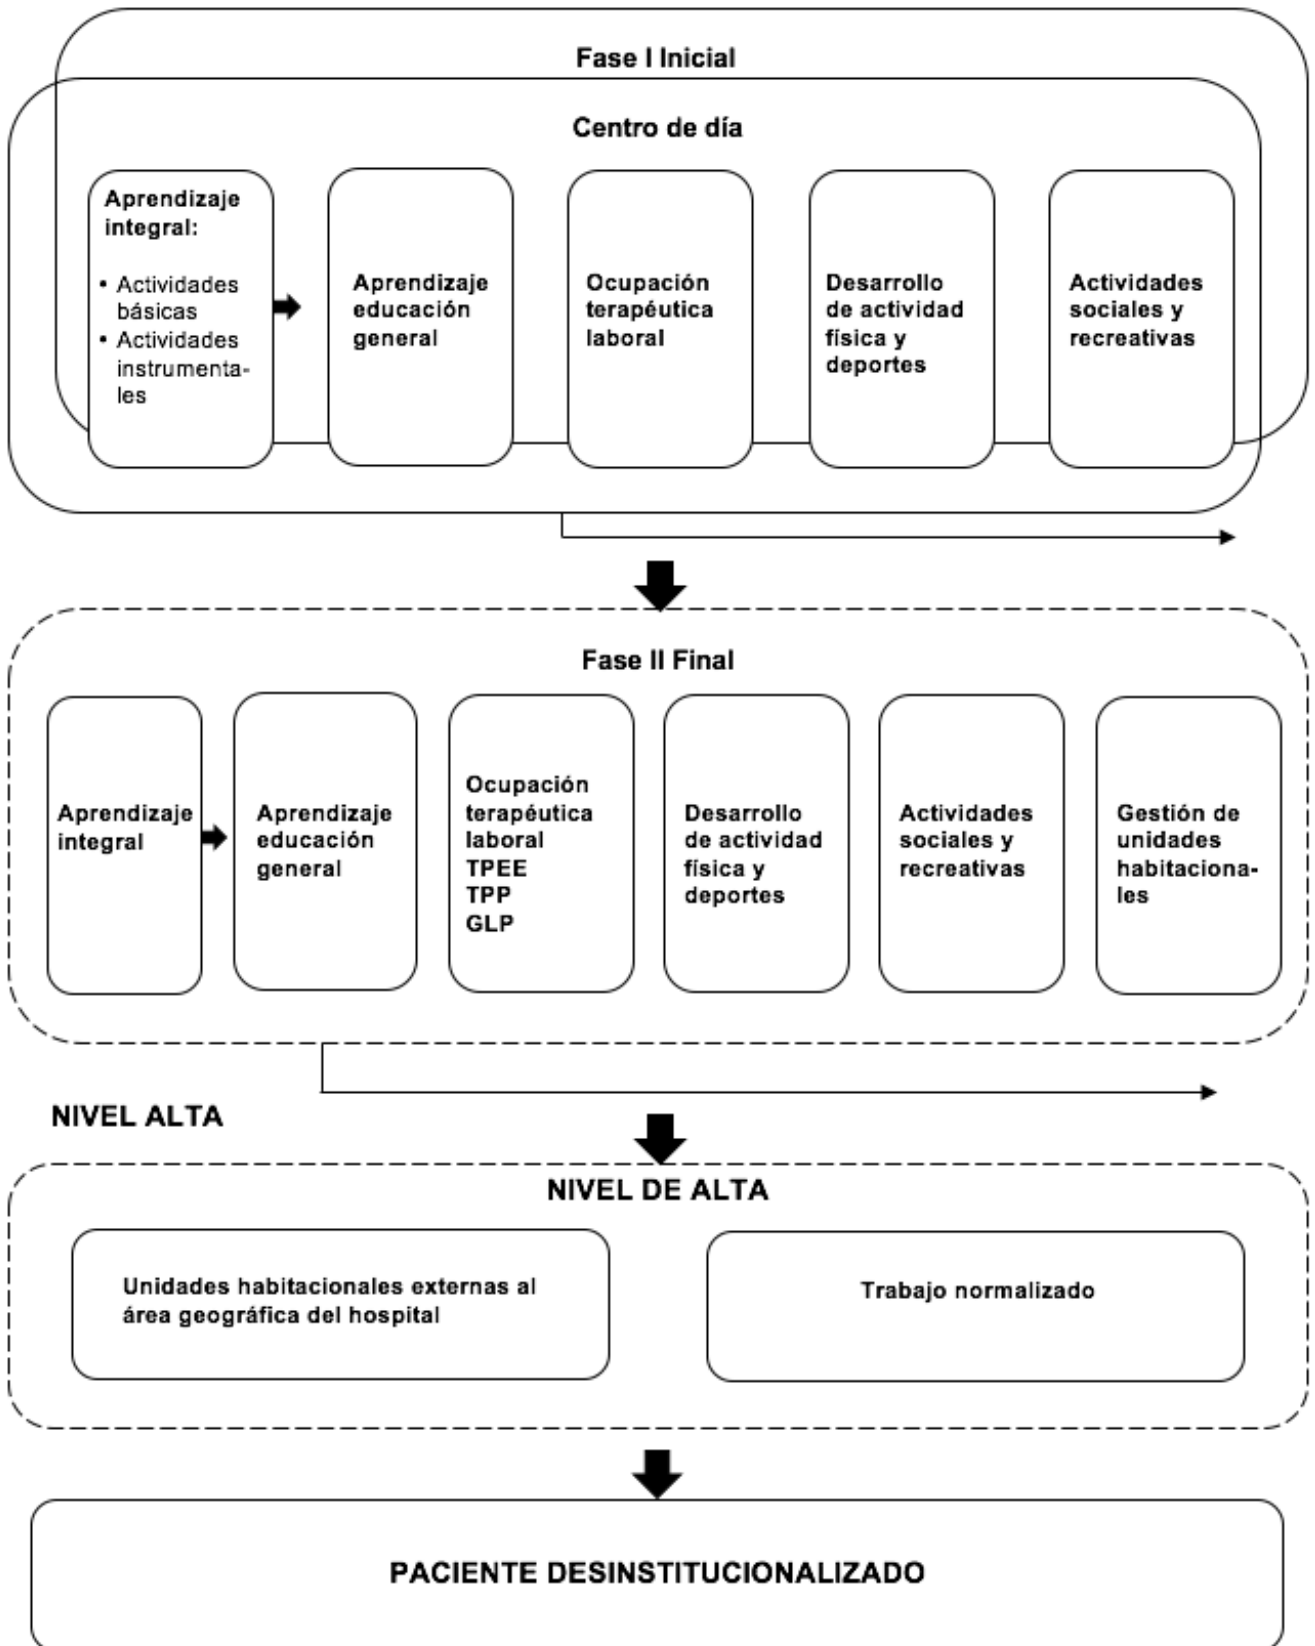 Fase I Inicial
Centro de día
Aprendizaje
integral:
• Actividades
básicas
• Actividades
instrumenta-
les
Aprendizaje
educación
general
Ocupación
terapéutica
laboral
Desarrollo
de actividad
física y
deportes
Actividades
sociales y
recreativas
Fase II Final
Aprendizaje
integral
Aprendizaje
educación
general
Ocupación
terapéutica
laboral
TPEE
TPP
GLP
Desarrollo
de actividad
física y
deportes
Actividades
sociales y
recreativas
Gestión de
unidades
habitaciona-
les
NIVEL ALTA
NIVEL DE ALTA
Unidades habitacionales externas al
área geográfica del hospital
Trabajo normalizado
PACIENTE DESINSTITUCIONALIZADO